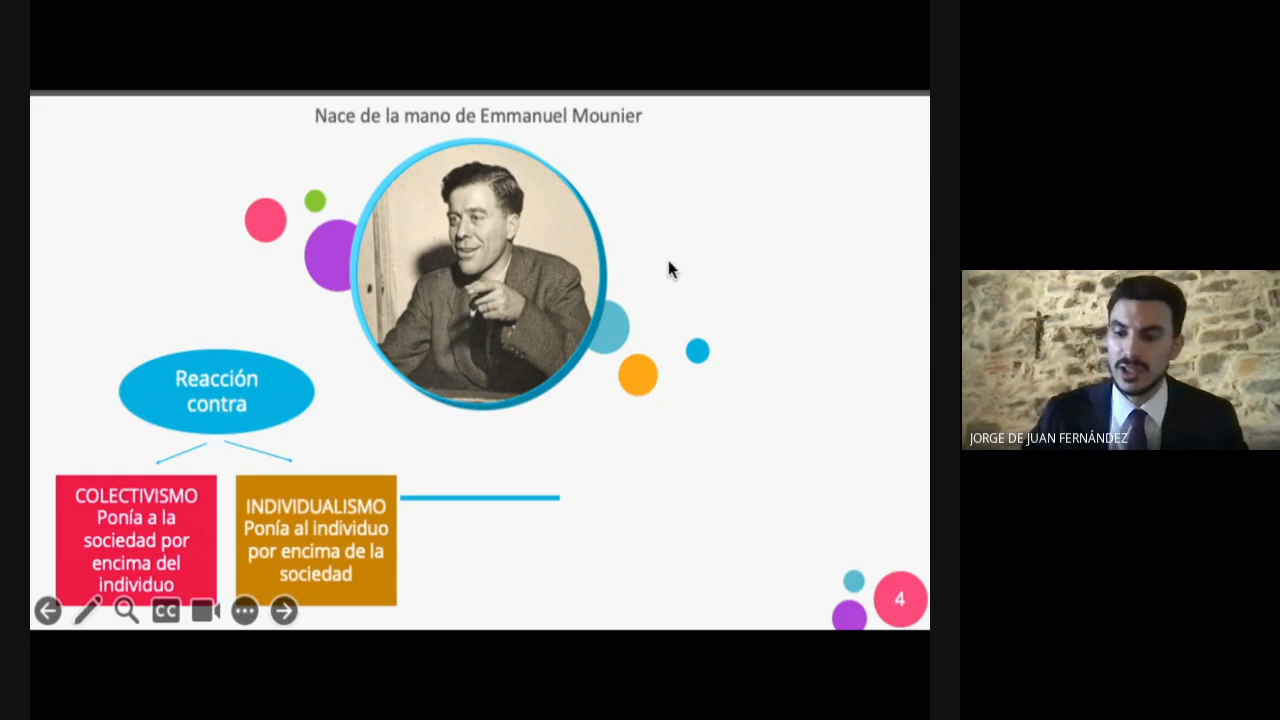 Nace de la mano de Emmanuel Mounier
Reacción
contra
COLECTIVISMO
Ponía a la
sociedad por
encima del
individuo
INDIVIDUALISMO
Ponía al individuo
por encima de la
sociedad
CC
4
JORGE DE JUAN FERNÁNDEZ